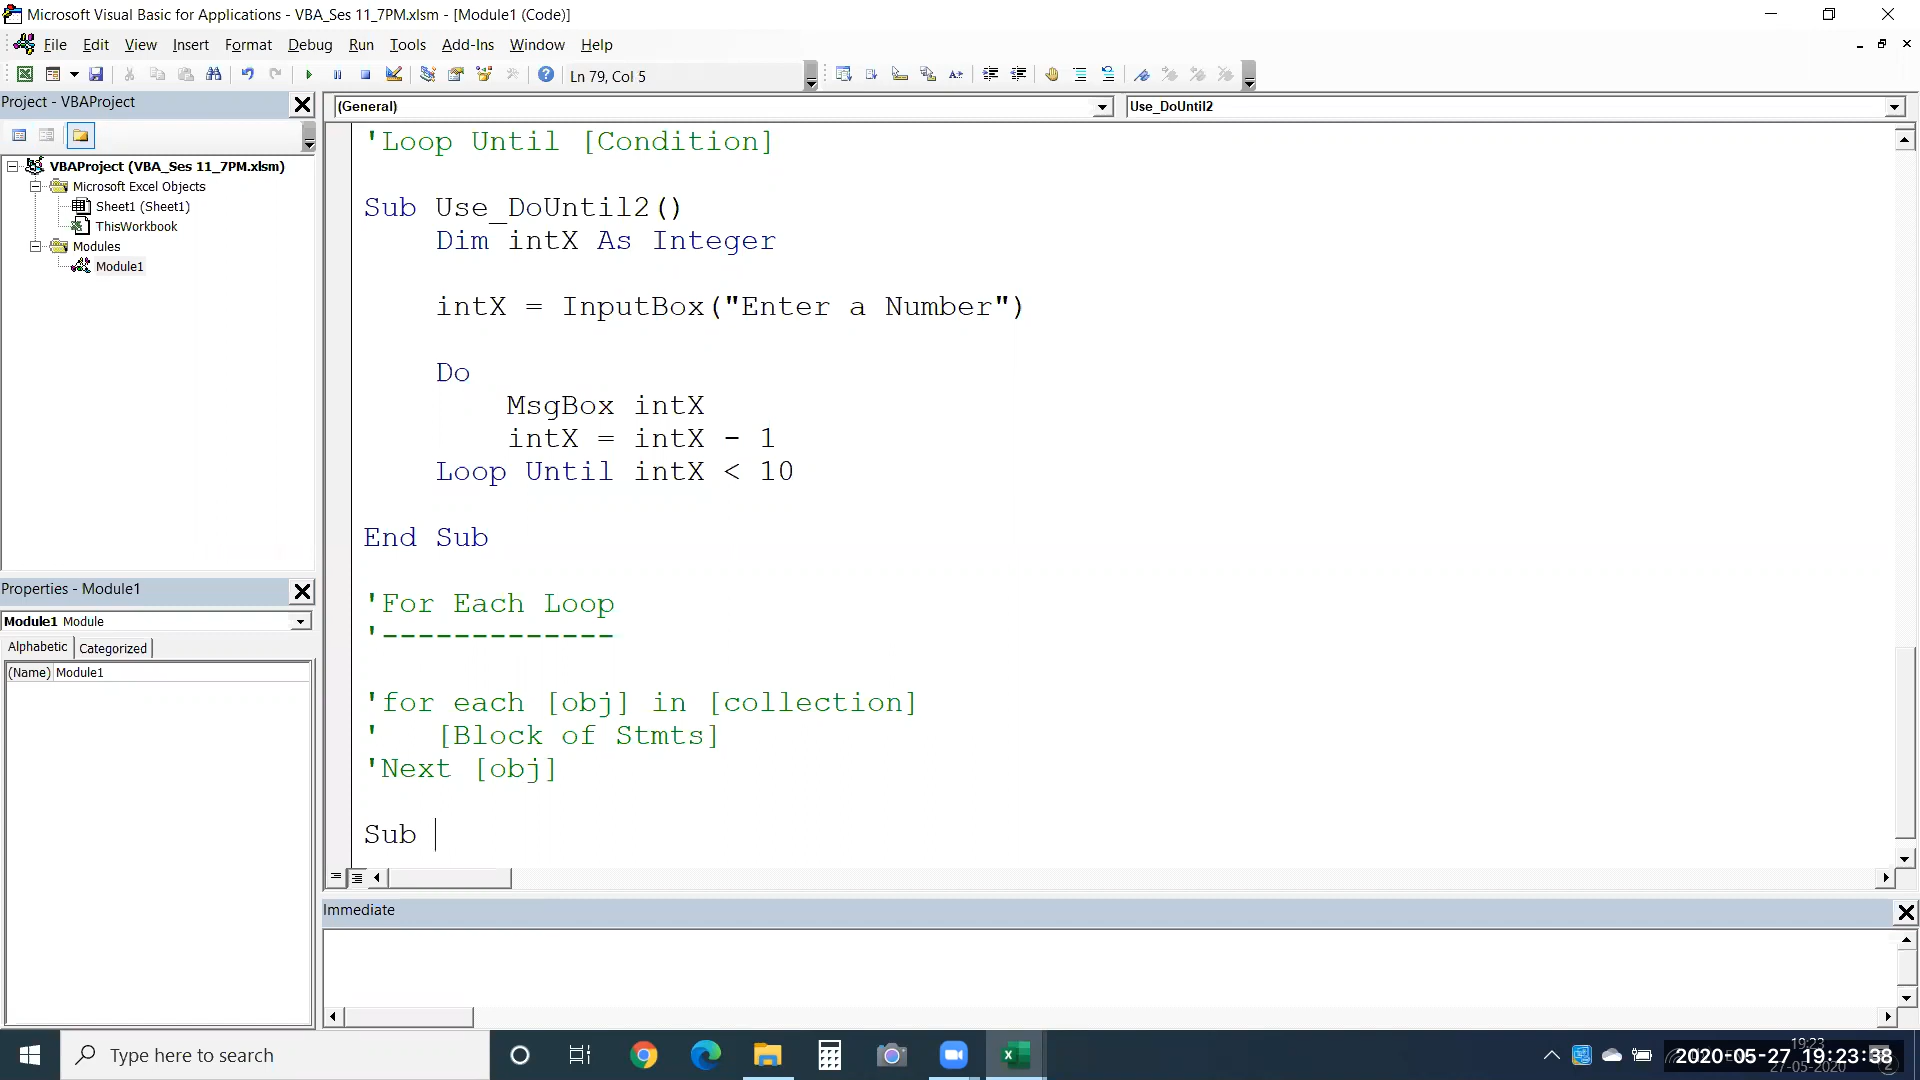 Microsoft Visual Basic for Applications - VBA_Ses 11_7PM.xlsm - [Module1 (Code)]
File Edit View Insert Format Debug Run Tools Add-Ins Window Help
Ln 79, Col 5
Project - VBAProject
(General)
Use_DoUntil2
VBAProject (VBA_Ses 11_7PM.xlsm)
Microsoft Excel Objects
Sheet1 (Sheet1)
ThisWorkbook
Modules
Module1
'Loop Until [Condition]
Sub Use_DoUntil2()
Dim intX As Integer
intX = InputBox("Enter a Number")
Do
MsgBox intX
intX = intX - 1
Loop Until intX < 10
End Sub
'For Each Loop
'-------------
'for each [obj] in [collection]
' [Block of Stmts]
'Next [obj]
Sub
Properties - Module1
Module1 Module
Alphabetic Categorized
(Name) Module1
Immediate
Type here to search
19:23
2020-05-27 19:23:38
27-05-2020
2